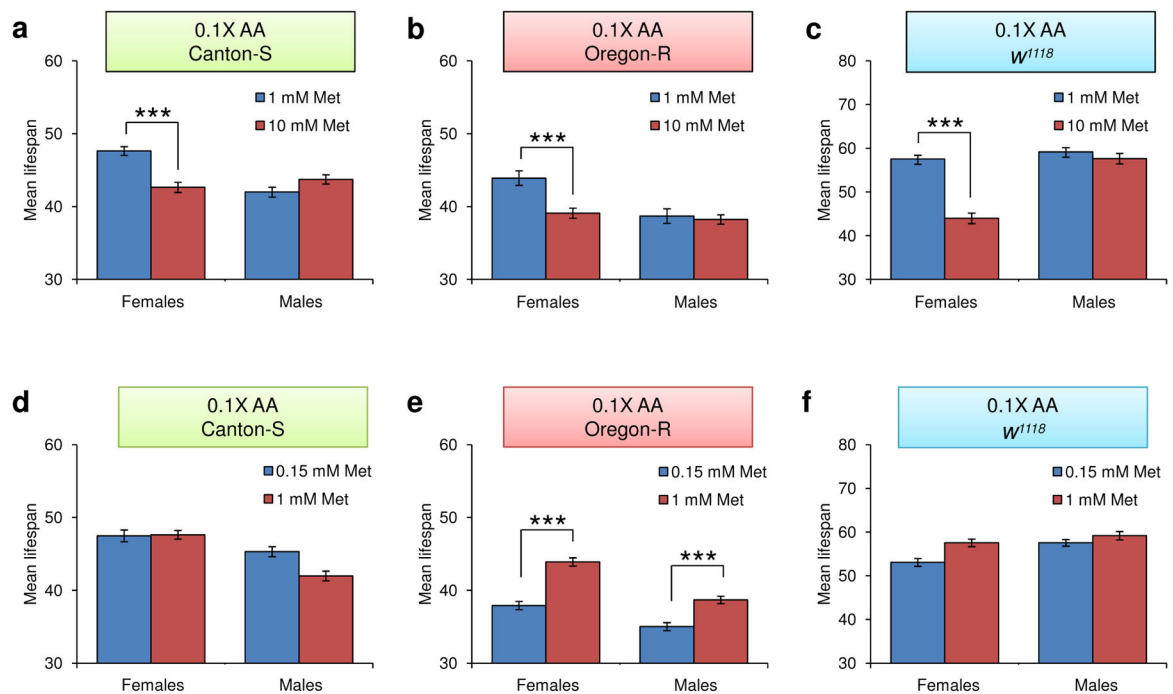 a
0.1X AA
Canton-S
60
50
40
30
Mean lifespan
1 mM Met
10 mM Met
***
Females
Males
b
0.1X AA
Oregon-R
60
50
40
30
Mean lifespan
1 mM Met
10 mM Met
***
Females
Males
c
0.1X AA
w1118
80
70
60
50
40
30
Mean lifespan
1 mM Met
10 mM Met
***
Females
Males
d
0.1X AA
Canton-S
60
50
40
30
Mean lifespan
0.15 mM Met
1 mM Met
Females
Males
e
0.1X AA
Oregon-R
60
50
40
30
Mean lifespan
0.15 mM Met
1 mM Met
***
***
Females
Males
f
0.1X AA
w1118
80
70
60
50
40
30
Mean lifespan
0.15 mM Met
1 mM Met
Females
Males